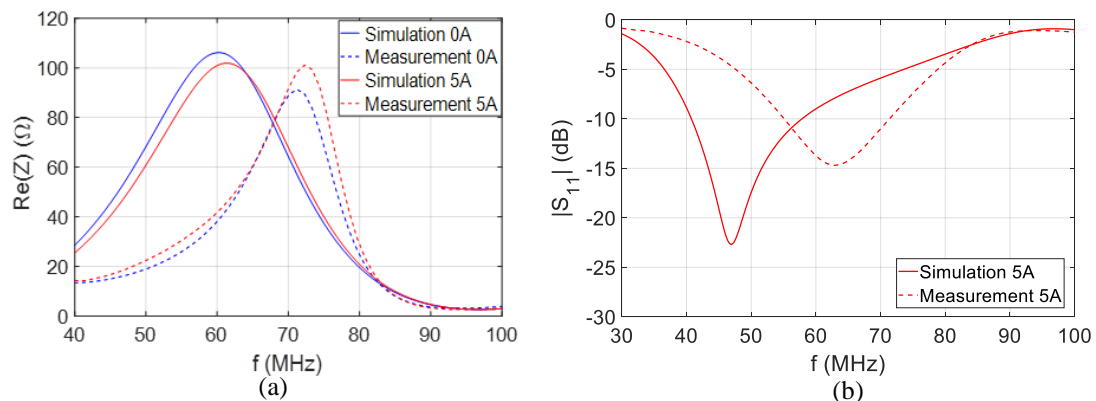 120
100
80
60
40
20
0
Re(Z) (Ω)
Simulation 0A
Measurement 0A
Simulation 5A
Measurement 5A
40 50 60 70 80 90 100
f (MHz)
(a)
0
-5
-10
-15
-20
-25
-30
|S11| (dB)
Simulation 5A
Measurement 5A
30 40 50 60 70 80 90 100
f (MHz)
(b)